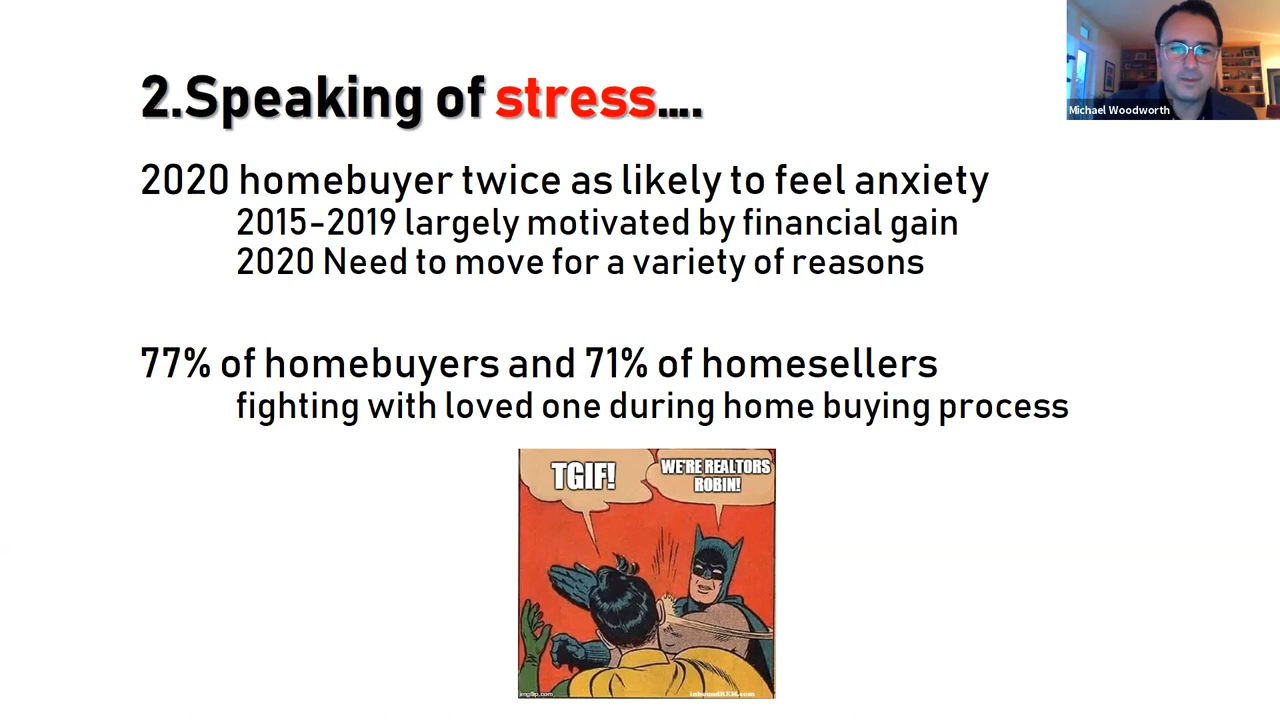 2.Speaking of stress....
Michael Woodworth
2020 homebuyer twice as likely to feel anxiety
2015-2019 largely motivated by financial gain
2020 Need to move for a variety of reasons
77% of homebuyers and 71% of homesellers
fighting with loved one during home buying process
TGIF!
WE'RE REALTORS
ROBIN!
imgflip.com